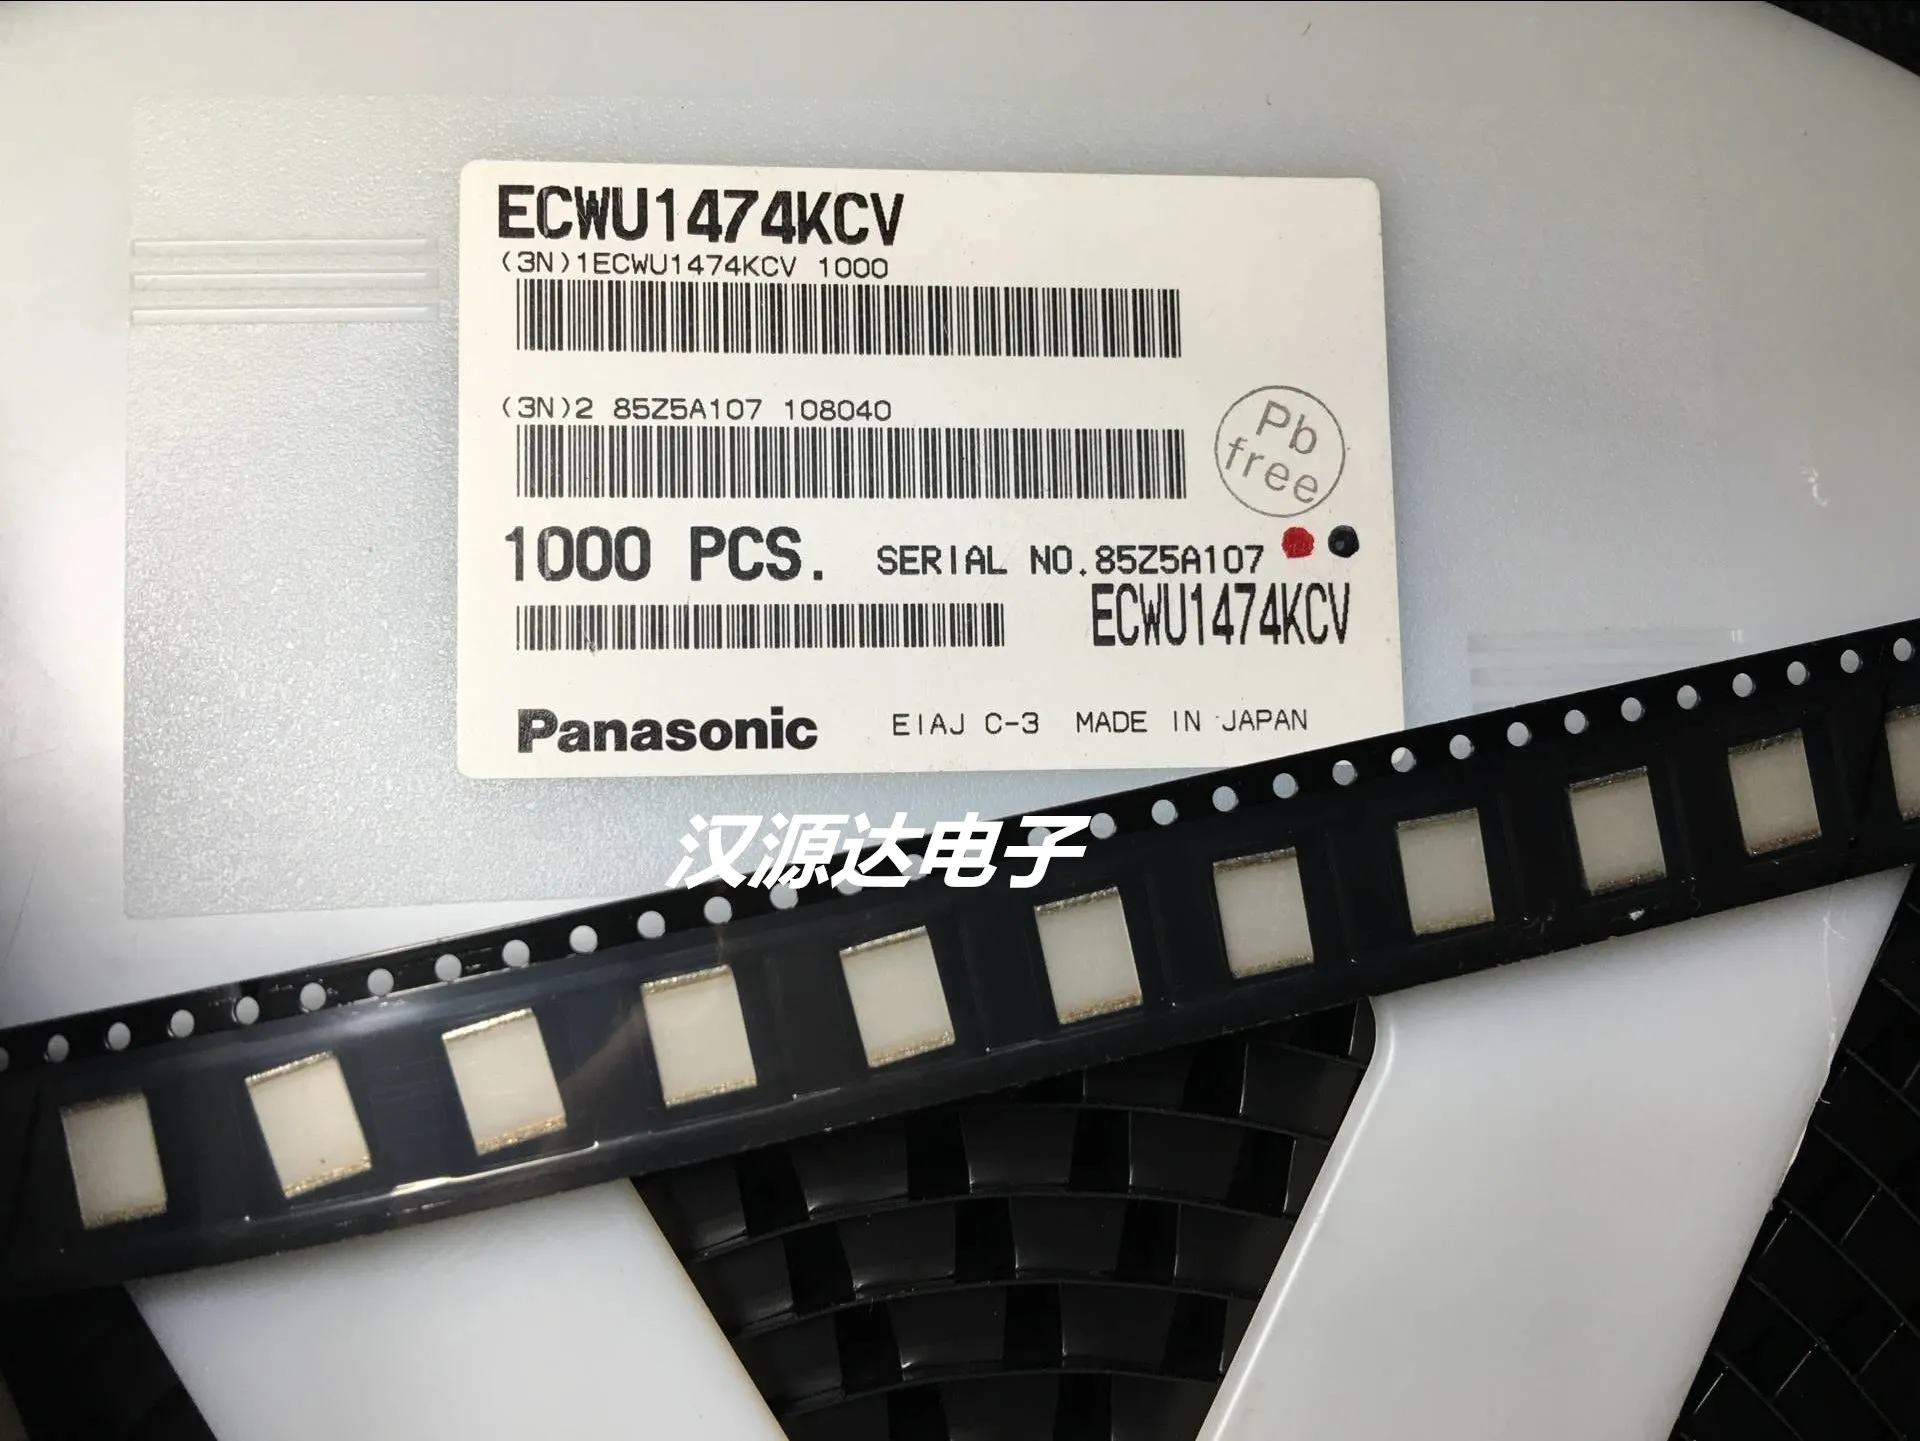 ECWU1474KCV
(3N)1ECWU1474KCV 1000
(3N)2 85Z5A107 108040
Pb
free
1000 PCS. SERIAL NO.85Z5A107
ECWU1474KCV
Panasonic EIAJ C-3 MADE IN JAPAN
汉源达电子